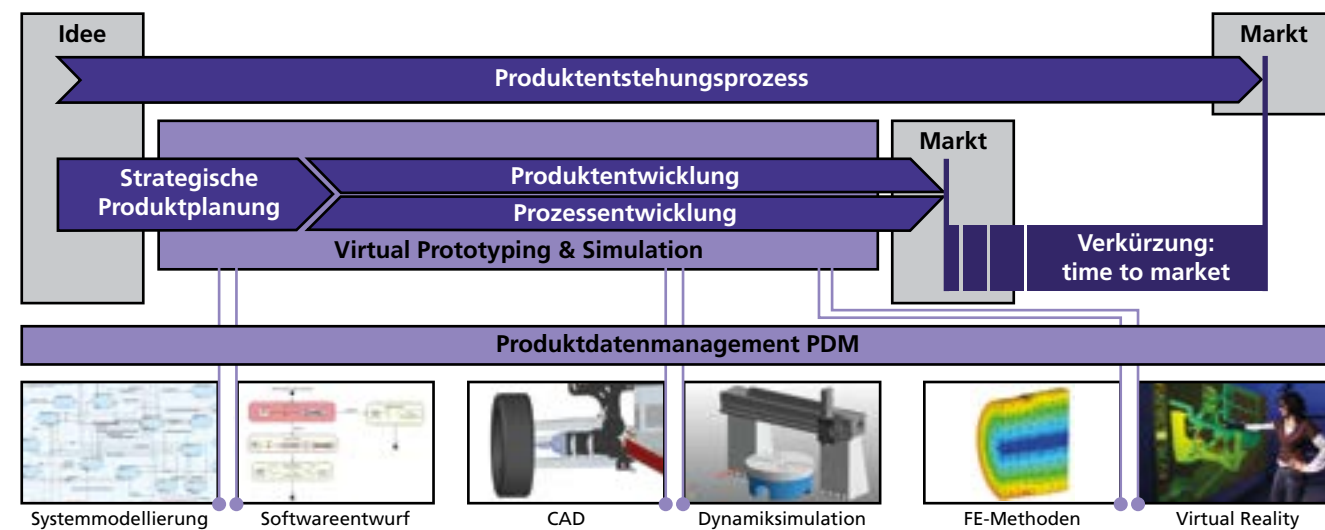 Idee
Markt
Produktentstehungsprozess
Markt
Strategische
Produktplanung
Produktentwicklung
Prozessentwicklung
Virtual Prototyping & Simulation
Verkürzung:
time to market
Produktdatenmanagement PDM
Systemmodellierung
Softwareentwurf
CAD
Dynamiksimulation
FE-Methoden
Virtual Reality